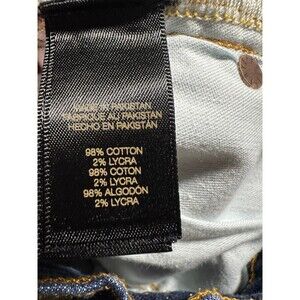 MADE IN PAKISTAN
FABRIQUE AU PAKISTAN
HECHO EN PAKISTÁN
98% COTTON
2% LYCRA
98% COTON
2% LYCRA
98% ALGODÓN
2% LYCRA